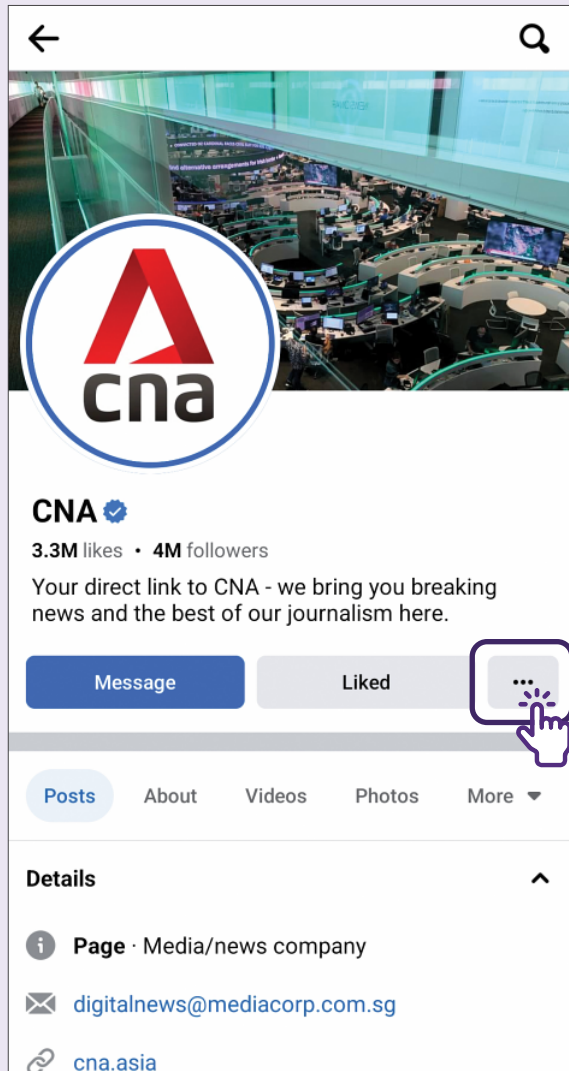 cna
CNA
3.3M likes • 4M followers
Your direct link to CNA - we bring you breaking
news and the best of our journalism here.
Message
Liked
...
Posts
About
Videos
Photos
More
Details
Page · Media/news company
digitalnews@mediacorp.com.sg
cna.asia